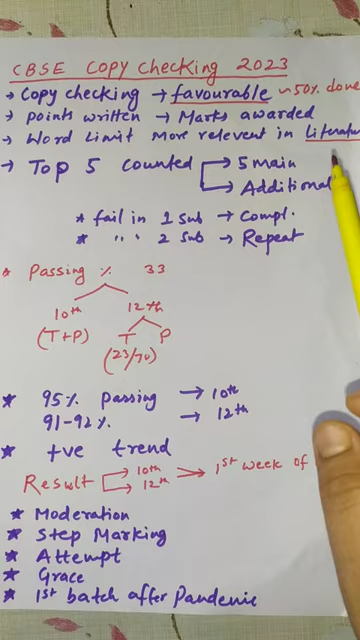 CBSE Copy Checking 2023
→ Copy checking → favourable ~50% done
→ points written → Marks awarded
→ Word Limit More relevent in Literatur
→ Top 5 counted → 5 main
→ Additional
* fail in 1 Sub → Compl.
* " " 2 Sub → Repeat
* Passing % 33
10th 12th
(T+P) T P
(23/70)
* 95% passing → 10th
91-92% → 12th
* +ve trend
Result → 10th → 12th → 1st week of
* Moderation
* Step Marking
* Attempt
* Grace
* 1st batch after Pandemic